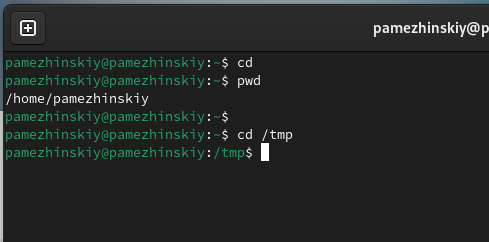 pamezhinskiy@p
pamezhinskiy@pamezhinskiy:~$ cd
pamezhinskiy@pamezhinskiy:~$ pwd
/home/pamezhinskiy
pamezhinskiy@pamezhinskiy:~$
pamezhinskiy@pamezhinskiy:~$ cd /tmp
pamezhinskiy@pamezhinskiy:/tmp$